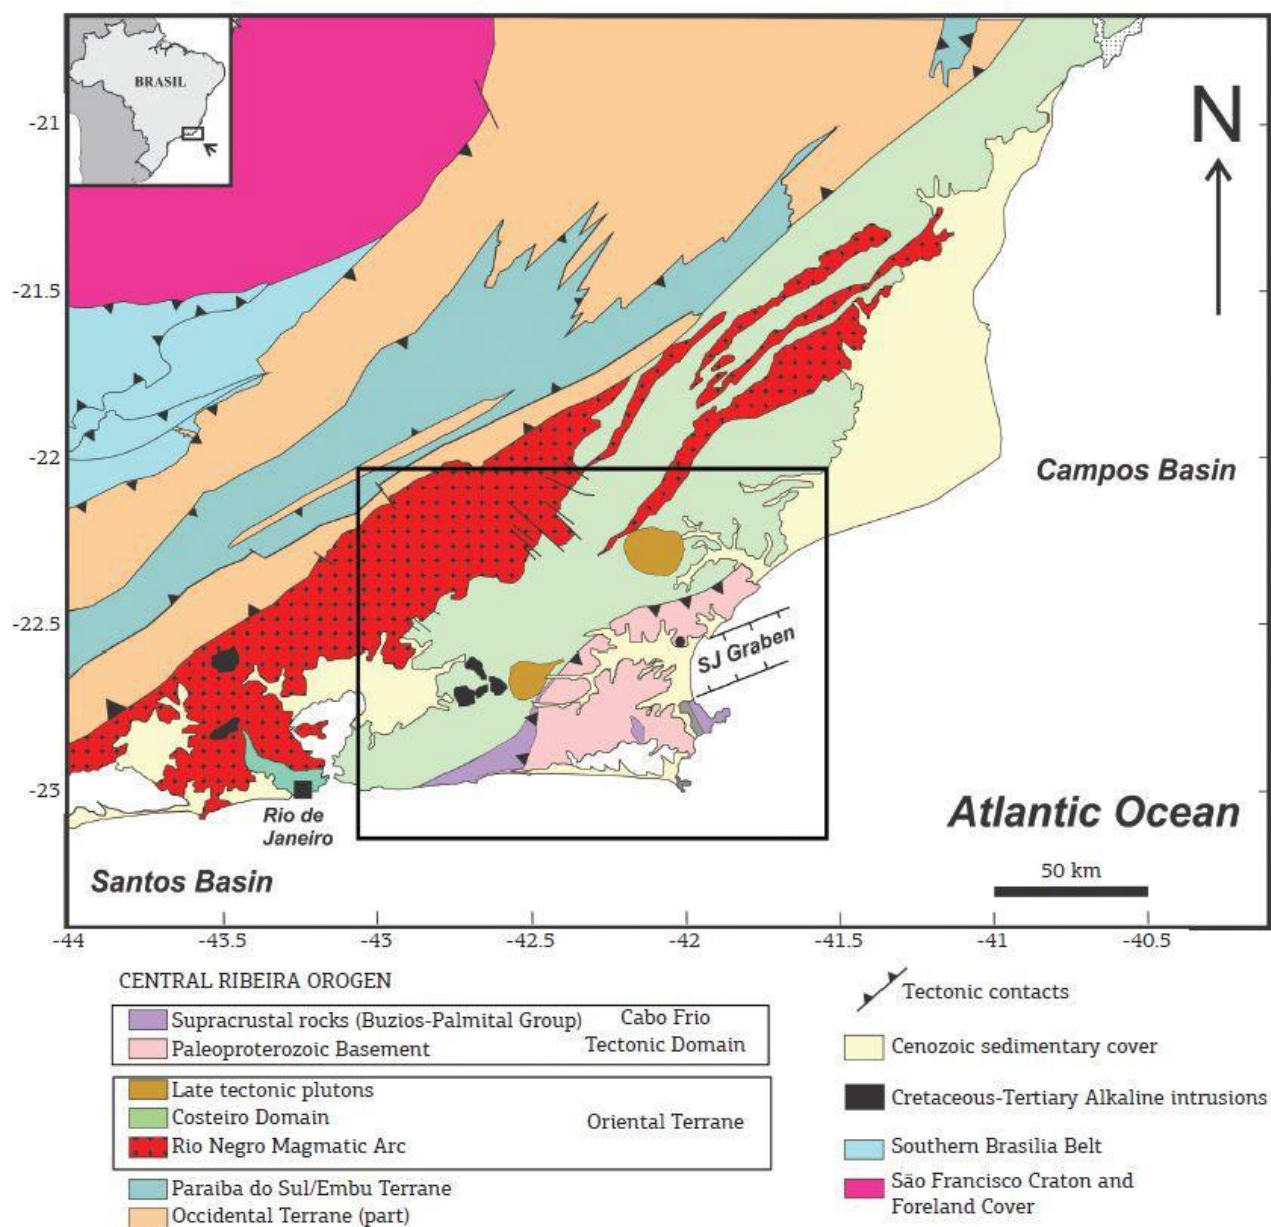 BRASIL
N
-21
-21.5
-22
-22.5
-25
Campos Basin
SJ Graben
Rio de
Janeiro
Atlantic Ocean
Santos Basin
50 km
-44
-45.5
-45
-42.5
-42
-41.5
-41
-40.5
CENTRAL RIBEIRA OROGEN
Supracrustal rocks (Buzios-Palmital Group)
Paleoproterozoic Basement
Cabo Frio
Tectonic Domain
Late tectonic plutons
Costeiro Domain
Rio Negro Magmatic Arc
Oriental Terrane
Paraiba do Sul/Embu Terrane
Occidental Terrane (part)
Tectonic contacts
Cenozoic sedimentary cover
Cretaceous-Tertiary Alkaline intrusions
Southern Brasilia Belt
São Francisco Craton and
Foreland Cover